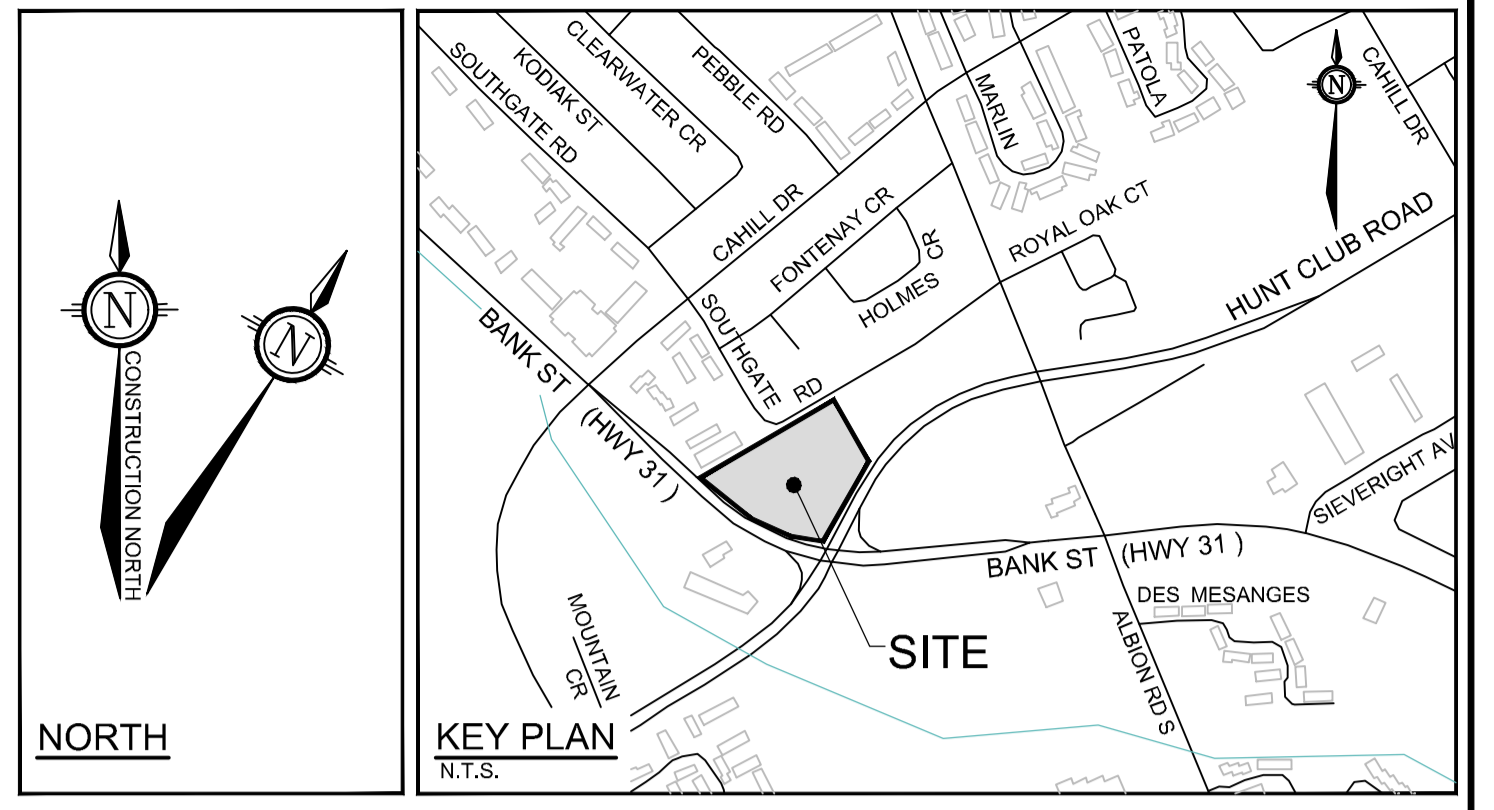 N
N
CONSTRUCTION NORTH
NORTH
SOUTHGATE RD
KODIAK ST
CLEARWATER CR
PEBBLE RD
MARLIN
PATOLA
N
CAHILL DR
CAHILL DR
FONTENAY CR
HOLMES CR
ROYAL OAK CT
HUNT CLUB ROAD
SOUTHGATE RD
BANK ST (HWY 31 )
SIEVERIGHT AV
BANK ST (HWY 31 )
DES MESANGES
MOUNTAIN
CR
SITE
ALBION RD S
KEY PLAN
N.T.S.